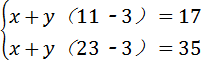 x + y（11 - 3）= 17
x + y（23 - 3）= 35